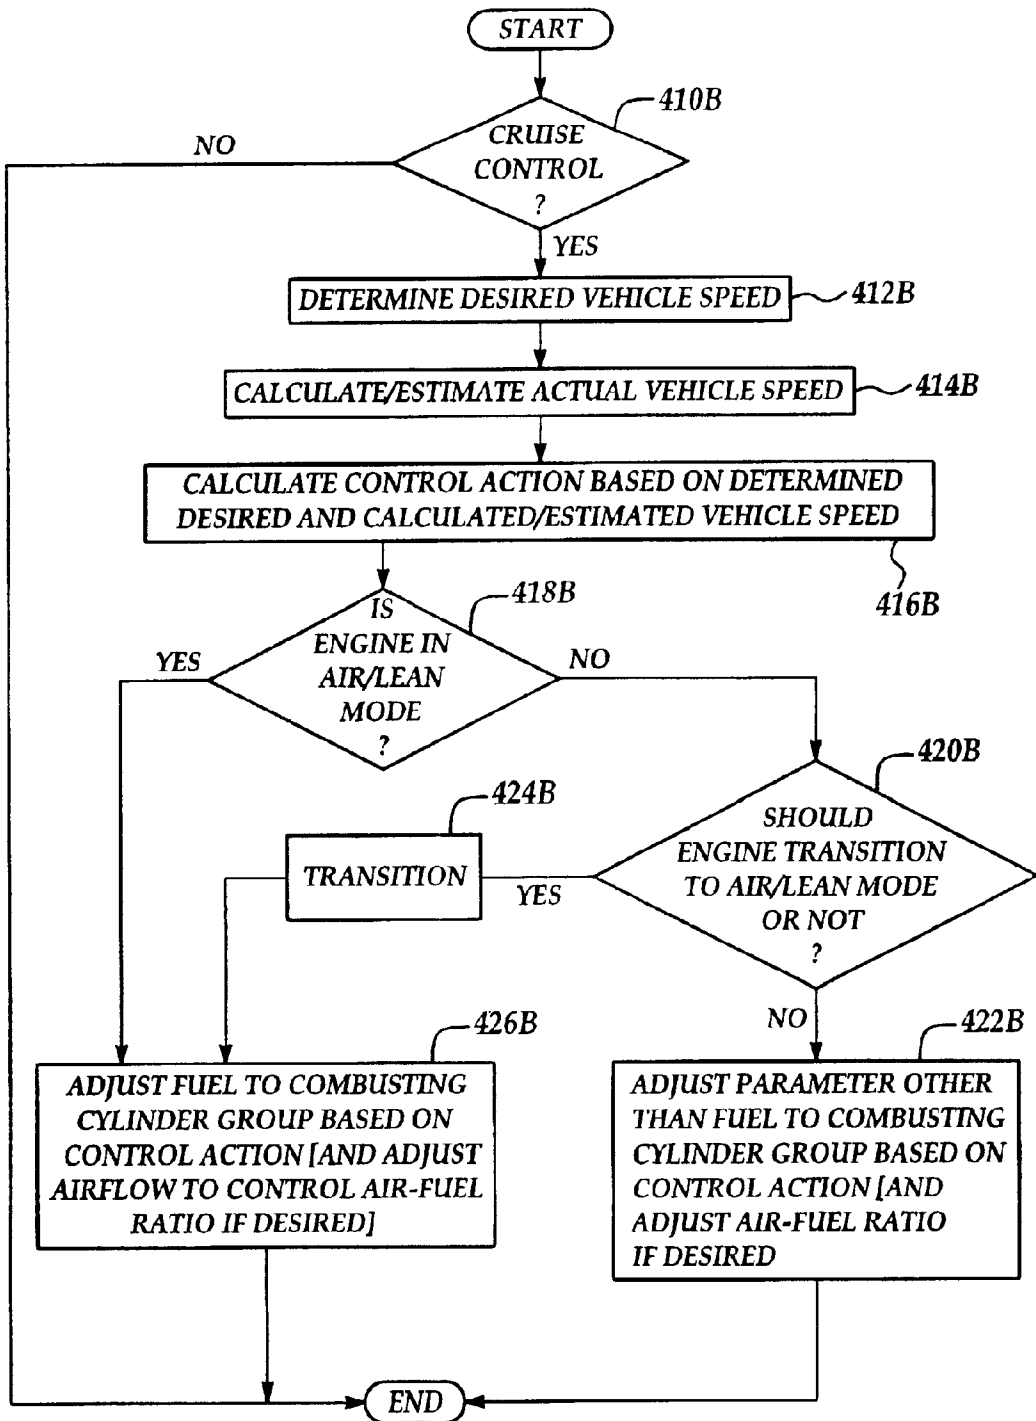 START
410B
CRUISE
CONTROL
?
NO
YES
DETERMINE DESIRED VEHICLE SPEED
412B
CALCULATE/ESTIMATE ACTUAL VEHICLE SPEED
414B
CALCULATE CONTROL ACTION BASED ON DETERMINED
DESIRED AND CALCULATED/ESTIMATED VEHICLE SPEED
416B
418B
IS
ENGINE IN
AIR/LEAN
MODE
?
YES
NO
420B
SHOULD
ENGINE TRANSITION
TO AIR/LEAN MODE
OR NOT
?
424B
TRANSITION
YES
NO
426B
ADJUST FUEL TO COMBUSTING
CYLINDER GROUP BASED ON
CONTROL ACTION [AND ADJUST
AIRFLOW TO CONTROL AIR-FUEL
RATIO IF DESIRED]
422B
ADJUST PARAMETER OTHER
THAN FUEL TO COMBUSTING
CYLINDER GROUP BASED ON
CONTROL ACTION [AND
ADJUST AIR-FUEL RATIO
IF DESIRED
END